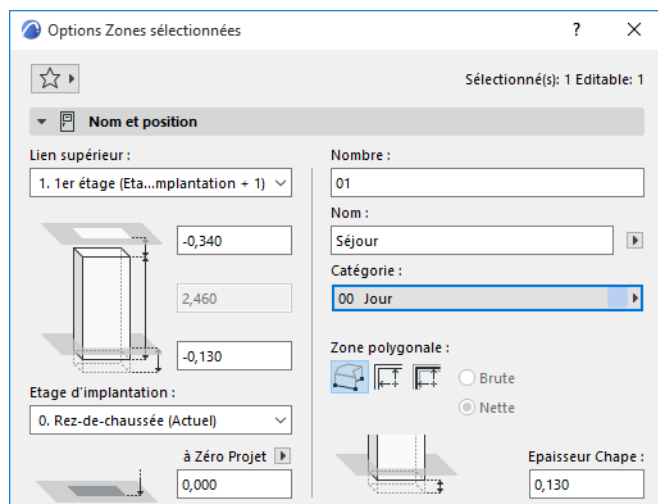 Options Zones sélectionnées
Sélectionné(s): 1 Editable: 1
Nom et position
Lien supérieur :
1. 1er étage (Eta...mplantation + 1)
-0,340
2,460
-0,130
Etage d'implantation :
0. Rez-de-chaussée (Actuel)
à Zéro Projet
0,000
Nombre :
01
Nom :
Séjour
Catégorie :
00 Jour
Zone polygonale :
Brute
Nette
Epaisseur Chape :
0,130